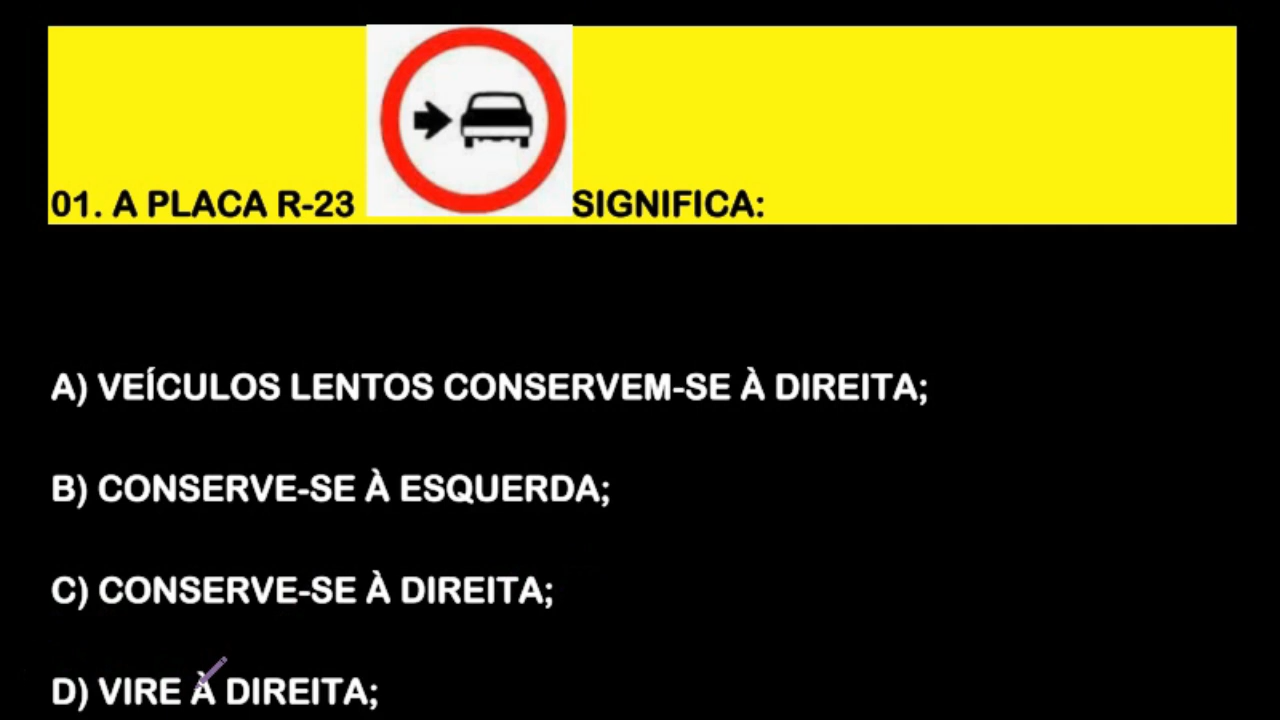 01. A PLACA R-23 SIGNIFICA:
A) VEÍCULOS LENTOS CONSERVEM-SE À DIREITA;
B) CONSERVE-SE À ESQUERDA;
C) CONSERVE-SE À DIREITA;
D) VIRE À DIREITA;